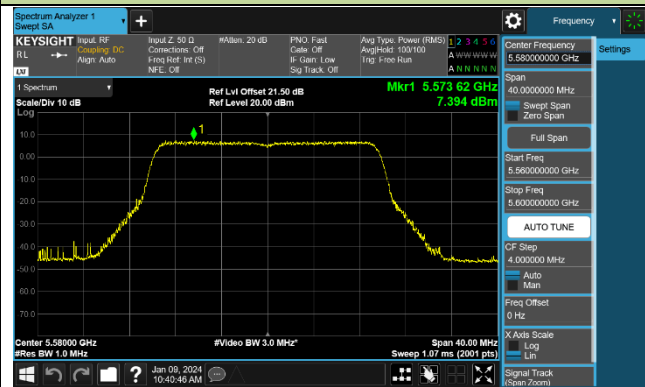 Spectrum Analyzer 1
Swept SA
Frequency
KEYSIGHT
RL
LXI
Input: RF
Coupling: DC
Align: Auto
Input Z: 50 Ω
Corrections: Off
Freq Ref: Int (S)
NFE: Off
#Atten: 20 dB
PNO: Fast
Gate: Off
IF Gain: Low
Sig Track: Off
Avg Type: Power (RMS)
Avg|Hold: 100/100
Trig: Free Run
1 2 3 4 5 6
A W W W W W
A N N N N N
Center Frequency
5.580000000 GHz
Settings
Span
40.0000000 MHz
Swept Span
Zero Span
Full Span
Start Freq
5.560000000 GHz
Stop Freq
5.600000000 GHz
AUTO TUNE
CF Step
4.000000 MHz
Auto
Man
Freq Offset
0 Hz
X Axis Scale
Log
Lin
Signal Track
(Span Zoom)
1 Spectrum
Scale/Div 10 dB
Ref Lvl Offset 21.50 dB
Ref Level 20.00 dBm
Mkr1 5.573 62 GHz
7.394 dBm
Log
1
10.0
0.00
-10.0
-20.0
-30.0
-40.0
-50.0
-60.0
-70.0
Center 5.58000 GHz
#Video BW 3.0 MHz*
Span 40.00 MHz
#Res BW 1.0 MHz
Sweep 1.07 ms (2001 pts)
?
Jan 09, 2024
10:40:46 AM